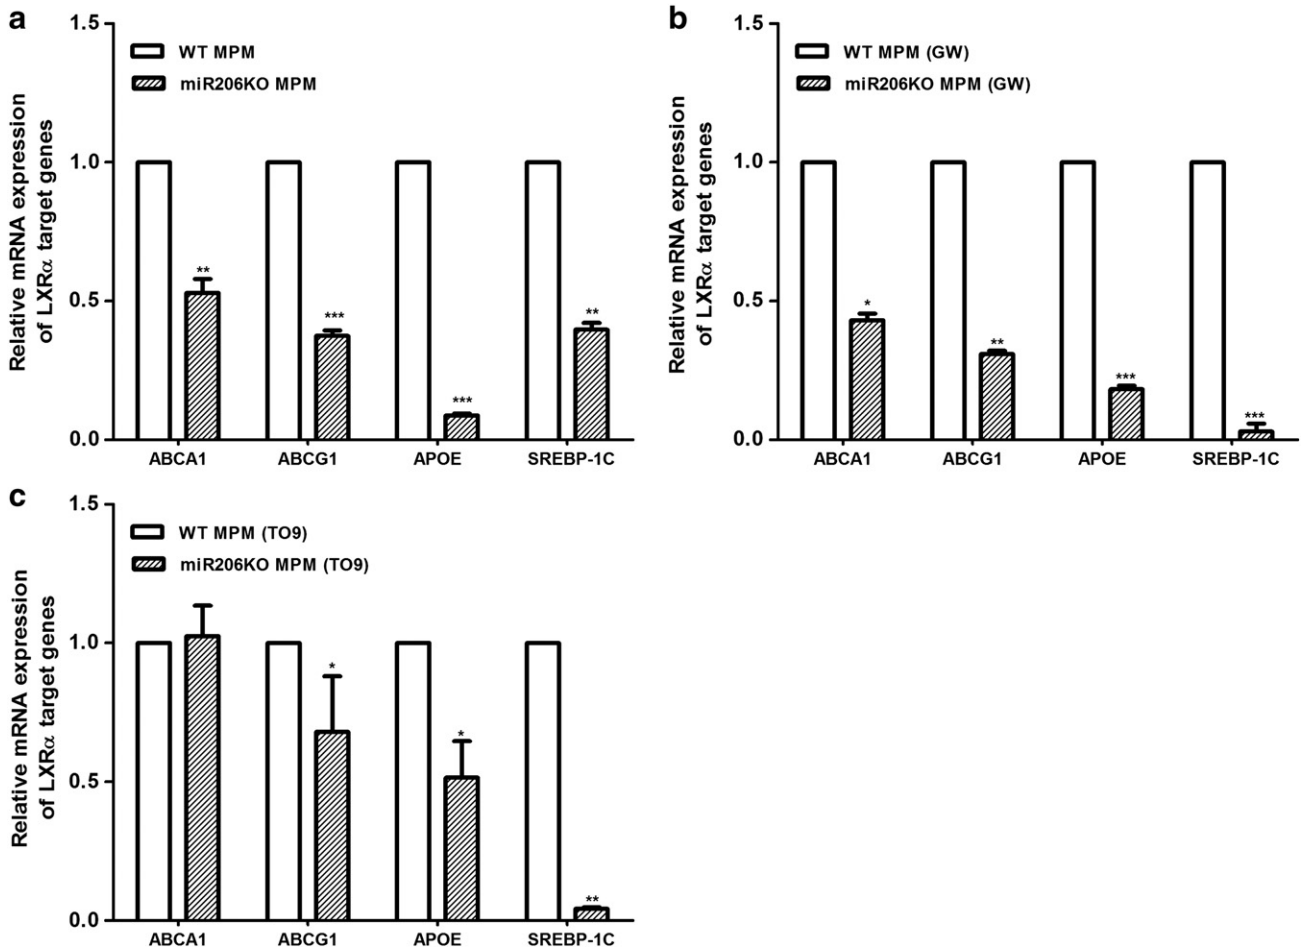 a
Relative mRNA expression
of LXRα target genes
1.5
1.0
0.5
0.0
WT MPM
miR206KO MPM
**
***
***
**
ABCA1 ABCG1 APOE SREBP-1C
b
Relative mRNA expression
of LXRα target genes
1.5
1.0
0.5
0.0
WT MPM (GW)
miR206KO MPM (GW)
*
**
***
***
ABCA1 ABCG1 APOE SREBP-1C
c
Relative mRNA expression
of LXRα target genes
1.5
1.0
0.5
0.0
WT MPM (TO9)
miR206KO MPM (TO9)
*
*
**
ABCA1 ABCG1 APOE SREBP-1C